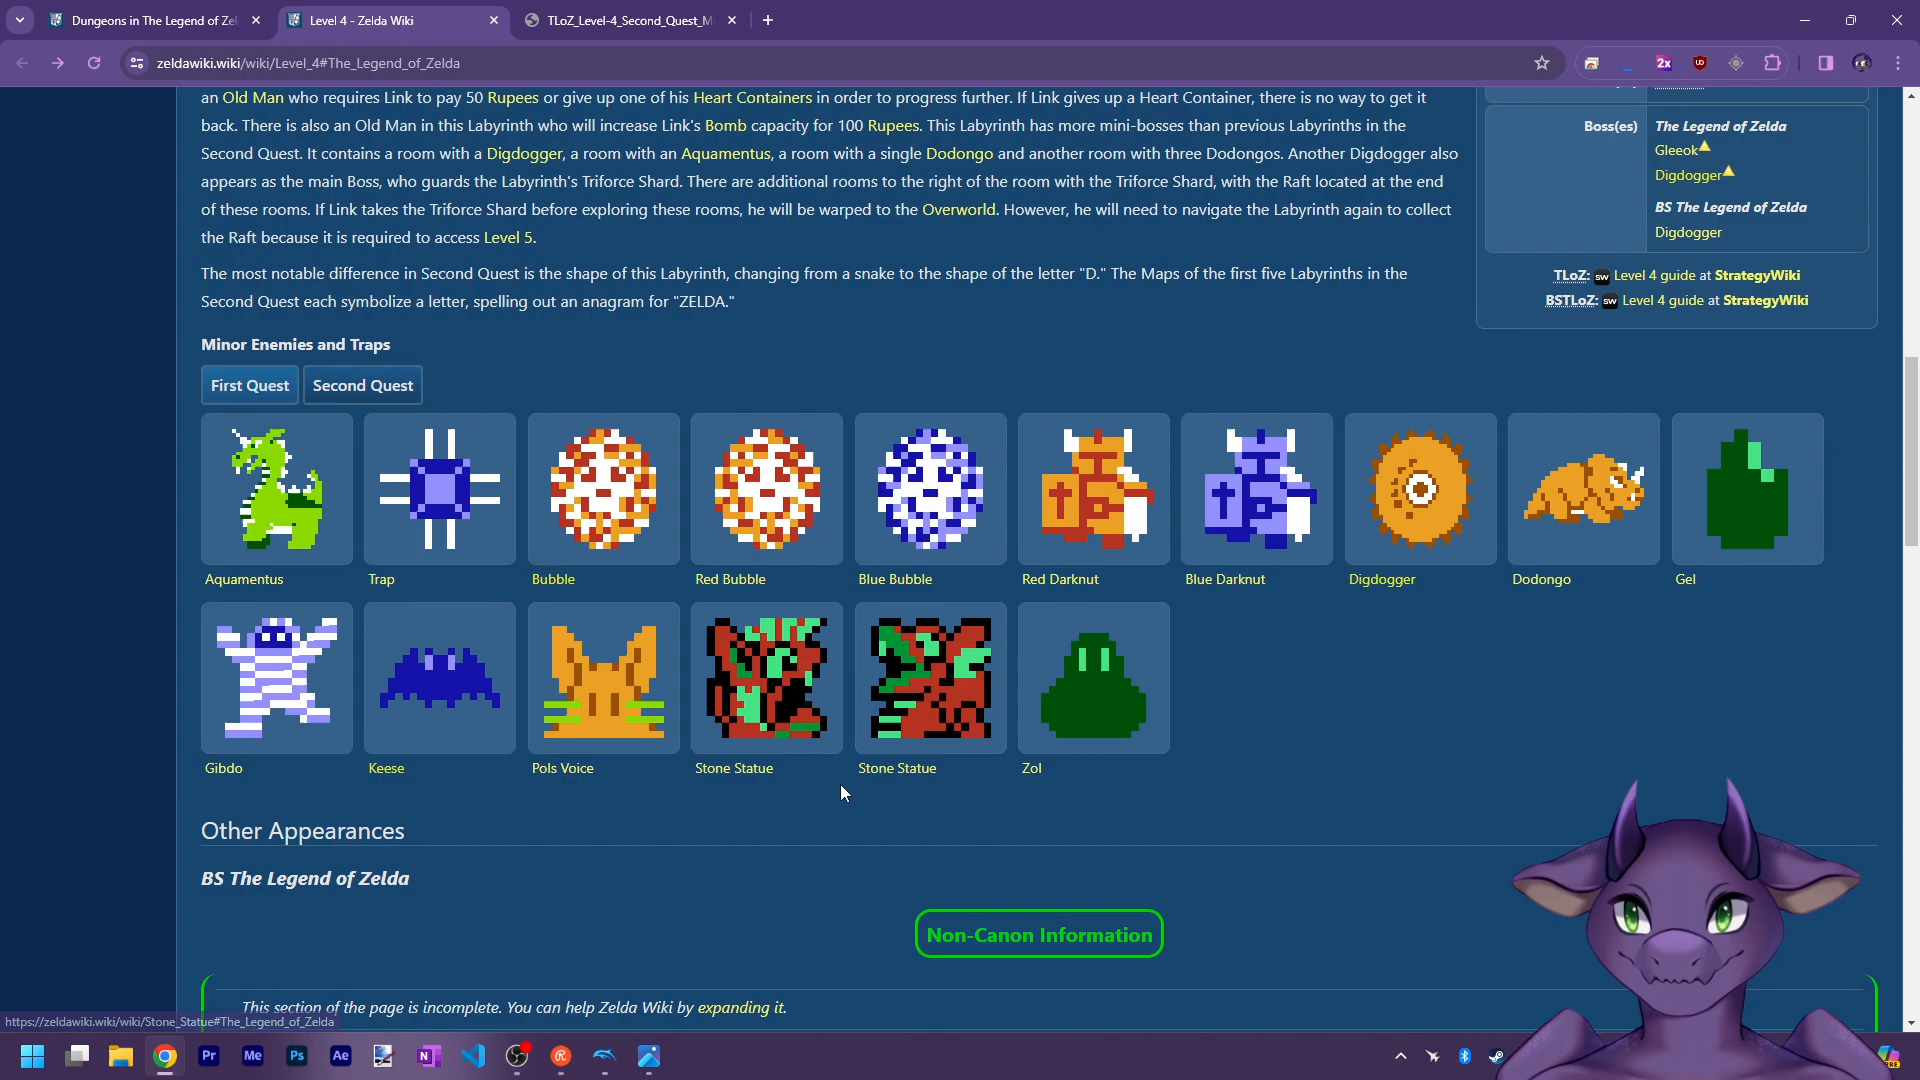 Dungeons in The Legend of Zel
Level 4 - Zelda Wiki
TLoZ_Level-4_Second_Quest_M
zeldawiki.wiki/wiki/Level_4#The_Legend_of_Zelda
2x
an Old Man who requires Link to pay 50 Rupees or give up one of his Heart Containers in order to progress further. If Link gives up a Heart Container, there is no way to get it
back. There is also an Old Man in this Labyrinth who will increase Link's Bomb capacity for 100 Rupees. This Labyrinth has more mini-bosses than previous Labyrinths in the
Second Quest. It contains a room with a Digdogger, a room with an Aquamentus, a room with a single Dodongo and another room with three Dodongos. Another Digdogger also
appears as the main Boss, who guards the Labyrinth's Triforce Shard. There are additional rooms to the right of the room with the Triforce Shard, with the Raft located at the end
of these rooms. If Link takes the Triforce Shard before exploring these rooms, he will be warped to the Overworld. However, he will need to navigate the Labyrinth again to collect
the Raft because it is required to access Level 5.
The most notable difference in Second Quest is the shape of this Labyrinth, changing from a snake to the shape of the letter "D." The Maps of the first five Labyrinths in the
Second Quest each symbolize a letter, spelling out an anagram for "ZELDA."
Boss(es)
The Legend of Zelda
Gleeok
Digdogger
BS The Legend of Zelda
Digdogger
TLoZ: SW Level 4 guide at StrategyWiki
BSTLoZ: SW Level 4 guide at StrategyWiki
Minor Enemies and Traps
First Quest Second Quest
Aquamentus Trap Bubble Red Bubble Blue Bubble Red Darknut Blue Darknut Digdogger Dodongo Gel
Gibdo Keese Pols Voice Stone Statue Stone Statue Zol
Other Appearances
BS The Legend of Zelda
Non-Canon Information
This section of the page is incomplete. You can help Zelda Wiki by expanding it.
https://zeldawiki.wiki/wiki/Stone_Statue#The_Legend_of_Zelda
Pr Me Ps Ae N